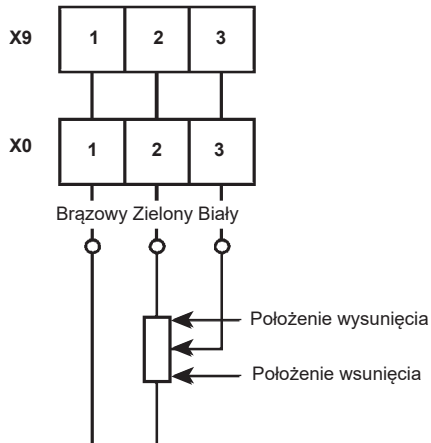 X9 1 2 3
X0 1 2 3
Brązowy Zielony Biały
Położenie wysunięcia
Położenie wsunięcia